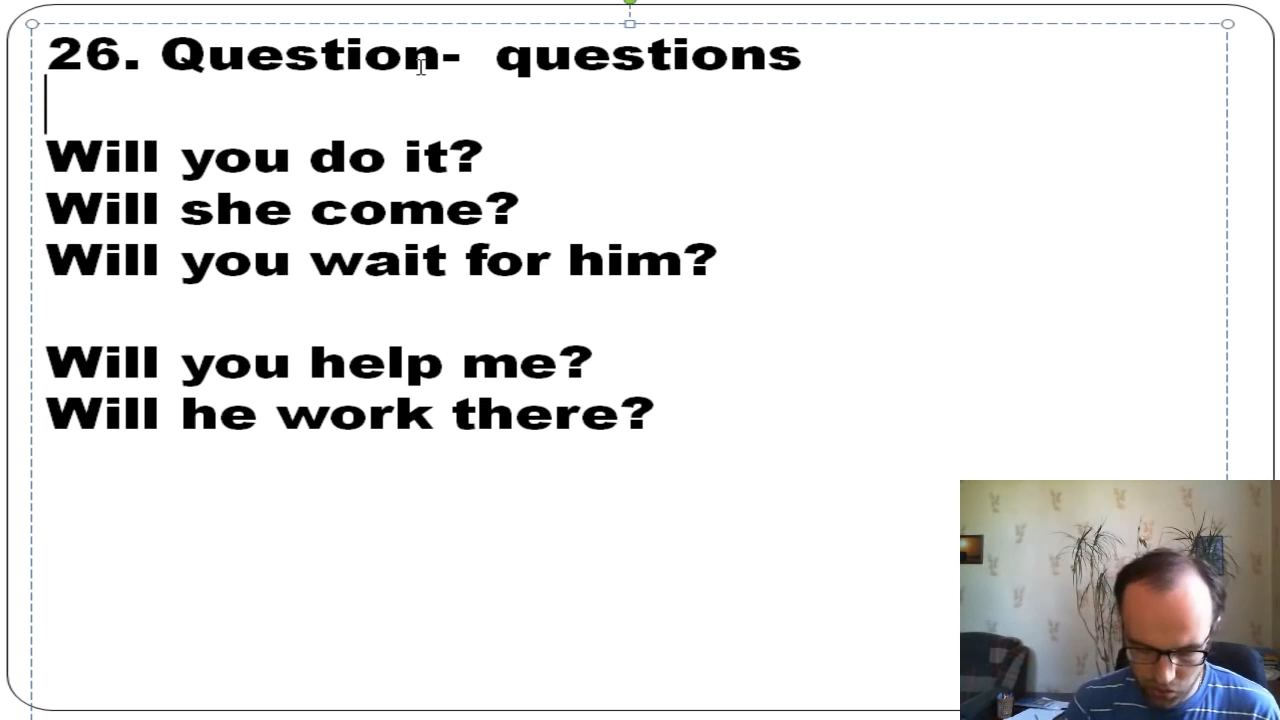 26. Question-  questions
Will you do it?
Will she come?
Will you wait for him?
Will you help me?
Will he work there?